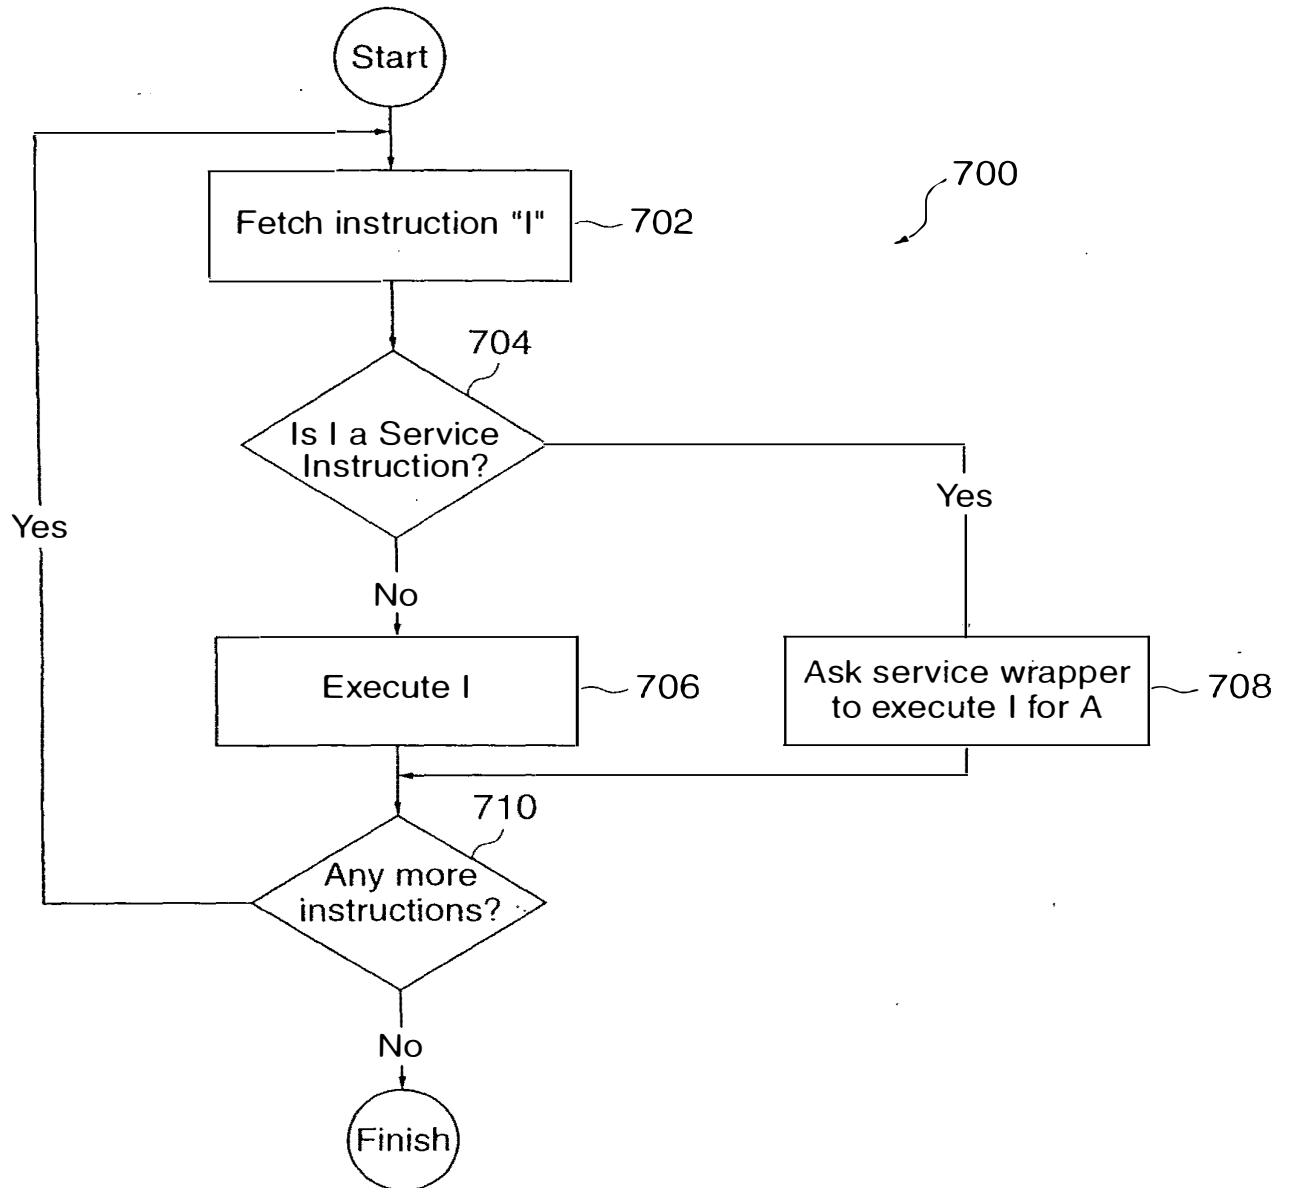 Start
700
Fetch instruction "I"
702
704
Is I a Service
Instruction?
Yes
Yes
No
Execute I
706
Ask service wrapper
to execute I for A
708
710
Any more
instructions?
No
Finish